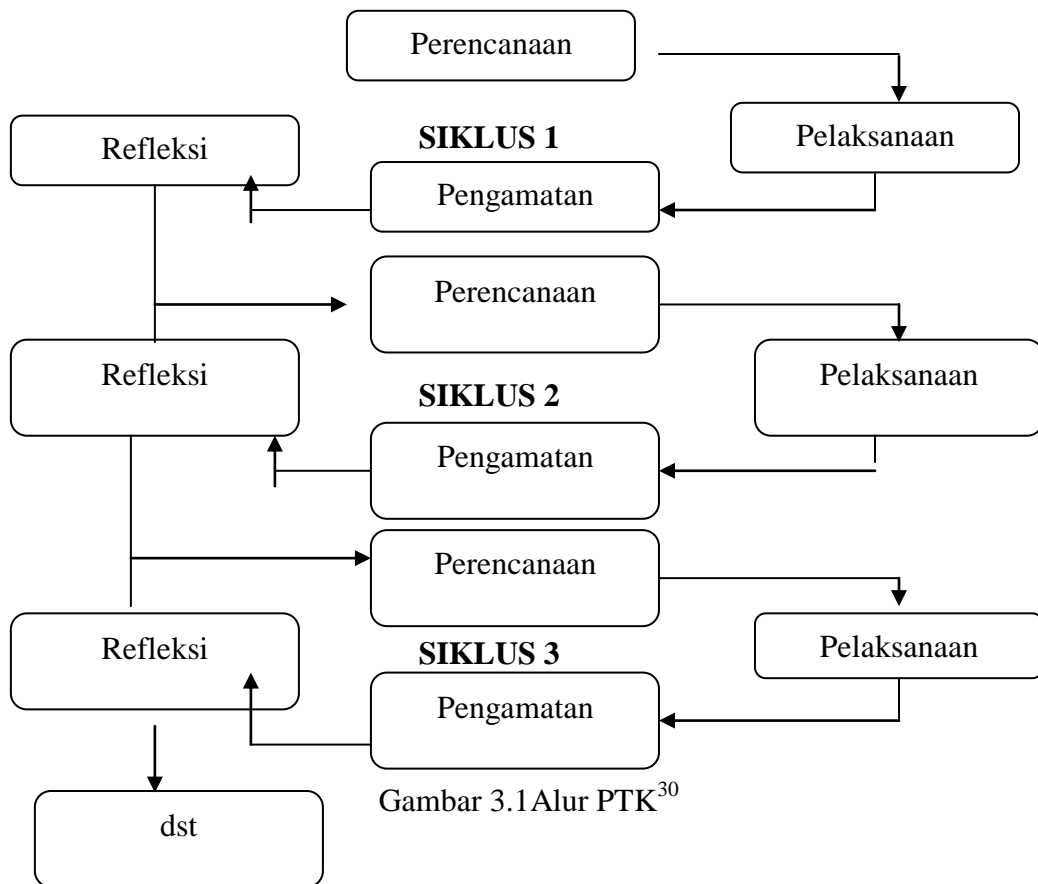 Perencanaan
Refleksi
SIKLUS 1
Pelaksanaan
Pengamatan
Perencanaan
Refleksi
SIKLUS 2
Pelaksanaan
Pengamatan
Perencanaan
Refleksi
SIKLUS 3
Pelaksanaan
Pengamatan
Gambar 3.1Alur PTK30
dst